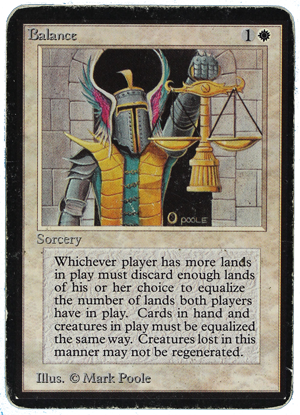 Balance 1
POOLE
Sorcery
Whichever player has more lands
in play must discard enough lands
of his or her choice to equalize
the number of lands both players
have in play. Cards in hand and
creatures in play must be equalized
the same way. Creatures lost in this
manner may not be regenerated.
Illus. © Mark Poole